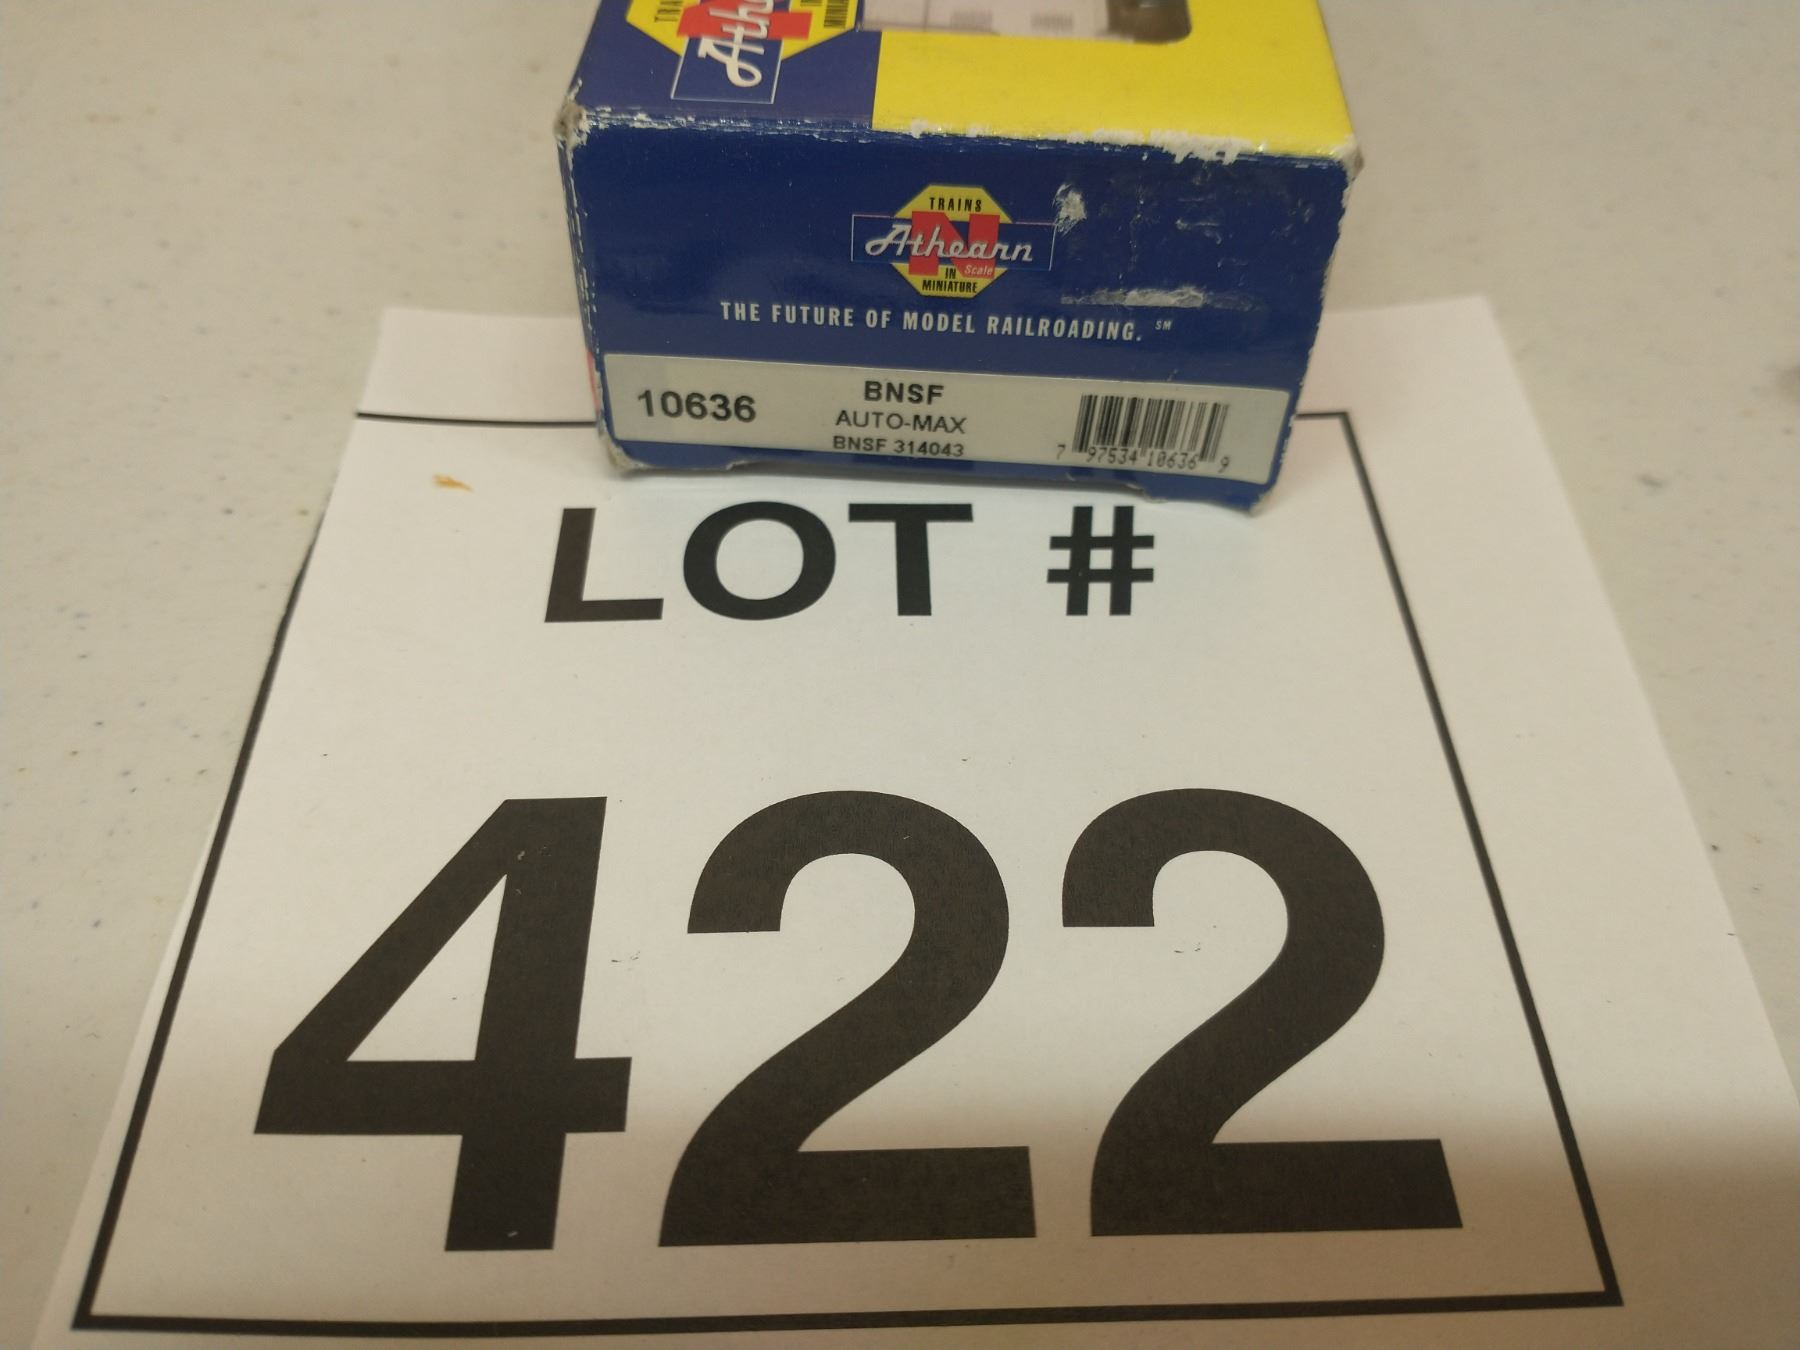 TRAINS
Athearn
N
Scale
IN
MINIATURE
THE FUTURE OF MODEL RAILROADING. SM
10636
BNSF
AUTO-MAX
BNSF 314043
7 97534 10636 9
LOT #
422